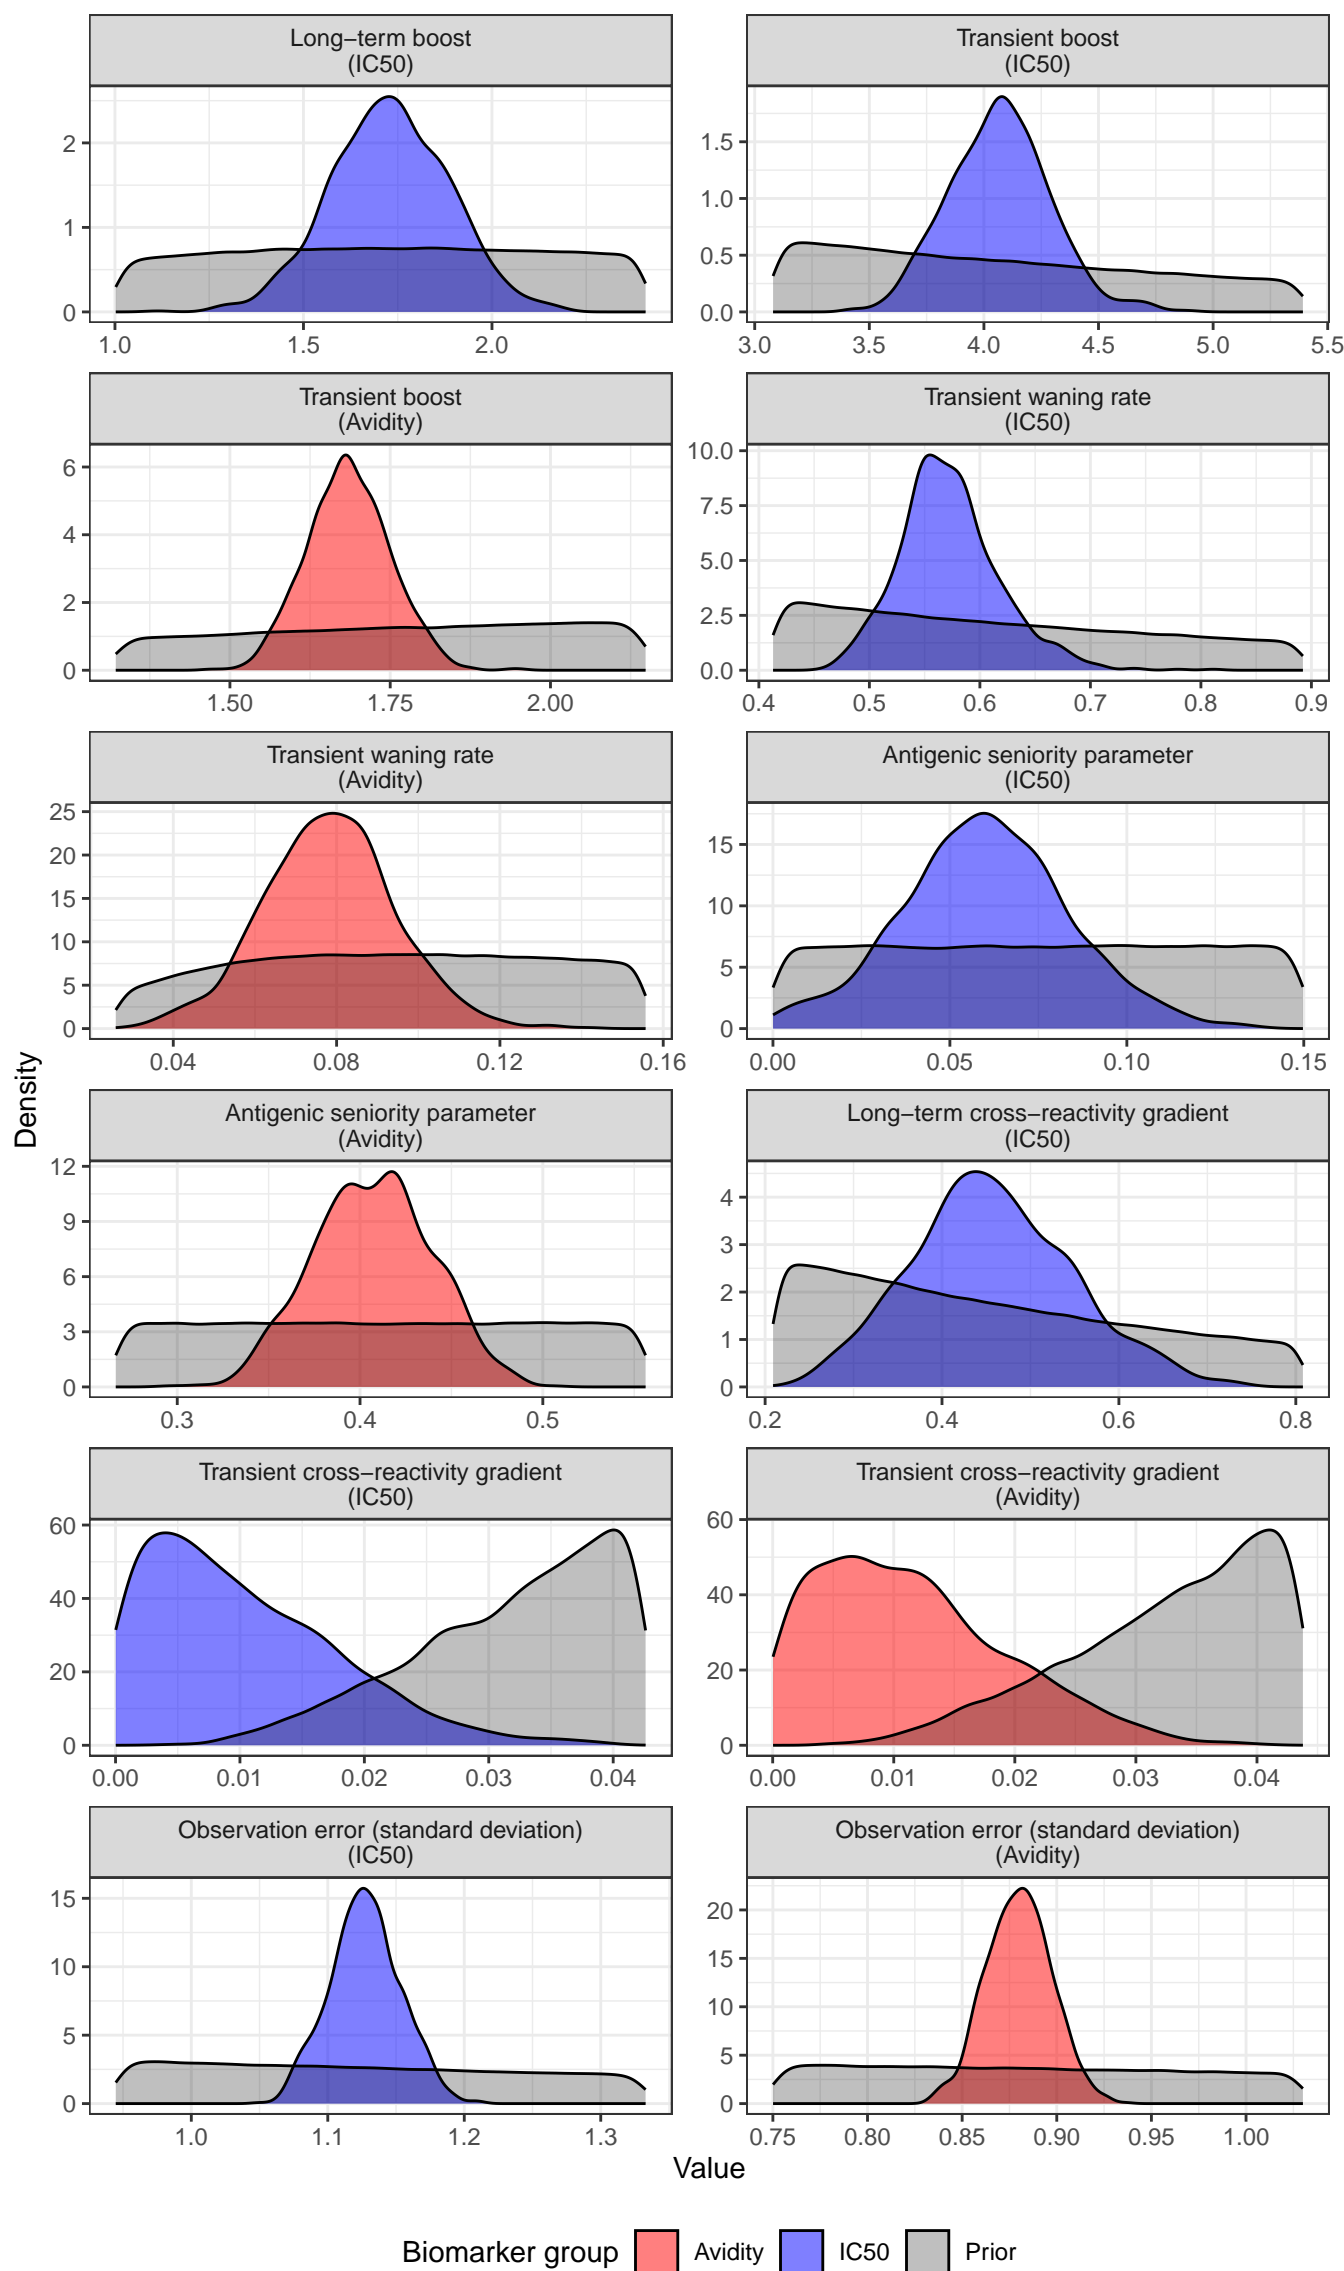 Long−term boost
(IC50)
Transient boost
(IC50)
2
1
0
1.0 1.5 2.0
1.5
1.0
0.5
0.0
3.0 3.5 4.0 4.5 5.0 5.5
Transient boost
(Avidity)
Transient waning rate
(IC50)
6
4
2
0
1.50 1.75 2.00
10.0
7.5
5.0
2.5
0.0
0.4 0.5 0.6 0.7 0.8 0.9
Transient waning rate
(Avidity)
Antigenic seniority parameter
(IC50)
25
20
15
10
5
0
0.04 0.08 0.12 0.16
15
10
5
0
0.00 0.05 0.10 0.15
Density
Antigenic seniority parameter
(Avidity)
Long−term cross−reactivity gradient
(IC50)
12
9
6
3
0
0.3 0.4 0.5
4
3
2
1
0
0.2 0.4 0.6 0.8
Transient cross−reactivity gradient
(IC50)
Transient cross−reactivity gradient
(Avidity)
60
40
20
0
0.00 0.01 0.02 0.03 0.04
60
40
20
0
0.00 0.01 0.02 0.03 0.04
Observation error (standard deviation)
(IC50)
Observation error (standard deviation)
(Avidity)
15
10
5
0
1.0 1.1 1.2 1.3
20
15
10
5
0
0.75 0.80 0.85 0.90 0.95 1.00
Value
Biomarker group Avidity IC50 Prior